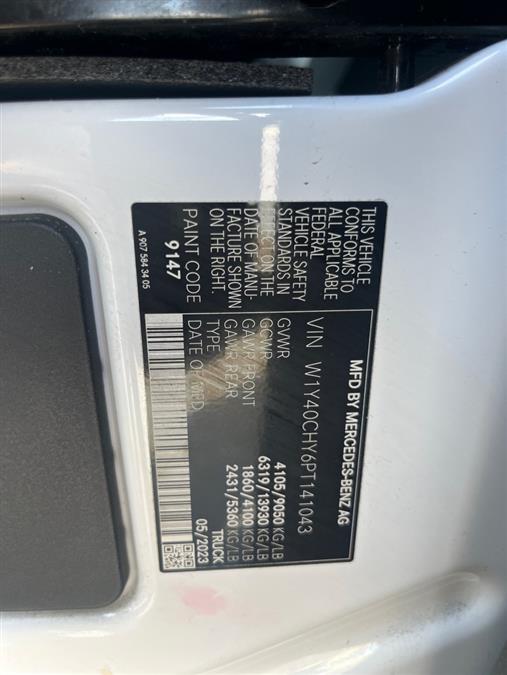 MFD BY MERCEDES-BENZ AG
VIN W1Y40CHY6PT141043
THIS VEHICLE
CONFORMS TO
ALL APPLICABLE
FEDERAL
VEHICLE SAFETY
STANDARDS IN
EFFECT ON THE
DATE OF MANU-
FACTURE SHOWN
ON THE RIGHT.
PAINT CODE
9147
GVWR 4105/9050 KG/LB
GCWR 6319/13930 KG/LB
GAWR FRONT 1860/4100 KG/LB
GAWR REAR 2431/5360 KG/LB
TYPE TRUCK
DATE OF MFD 05/2023
A 907 584 34 05